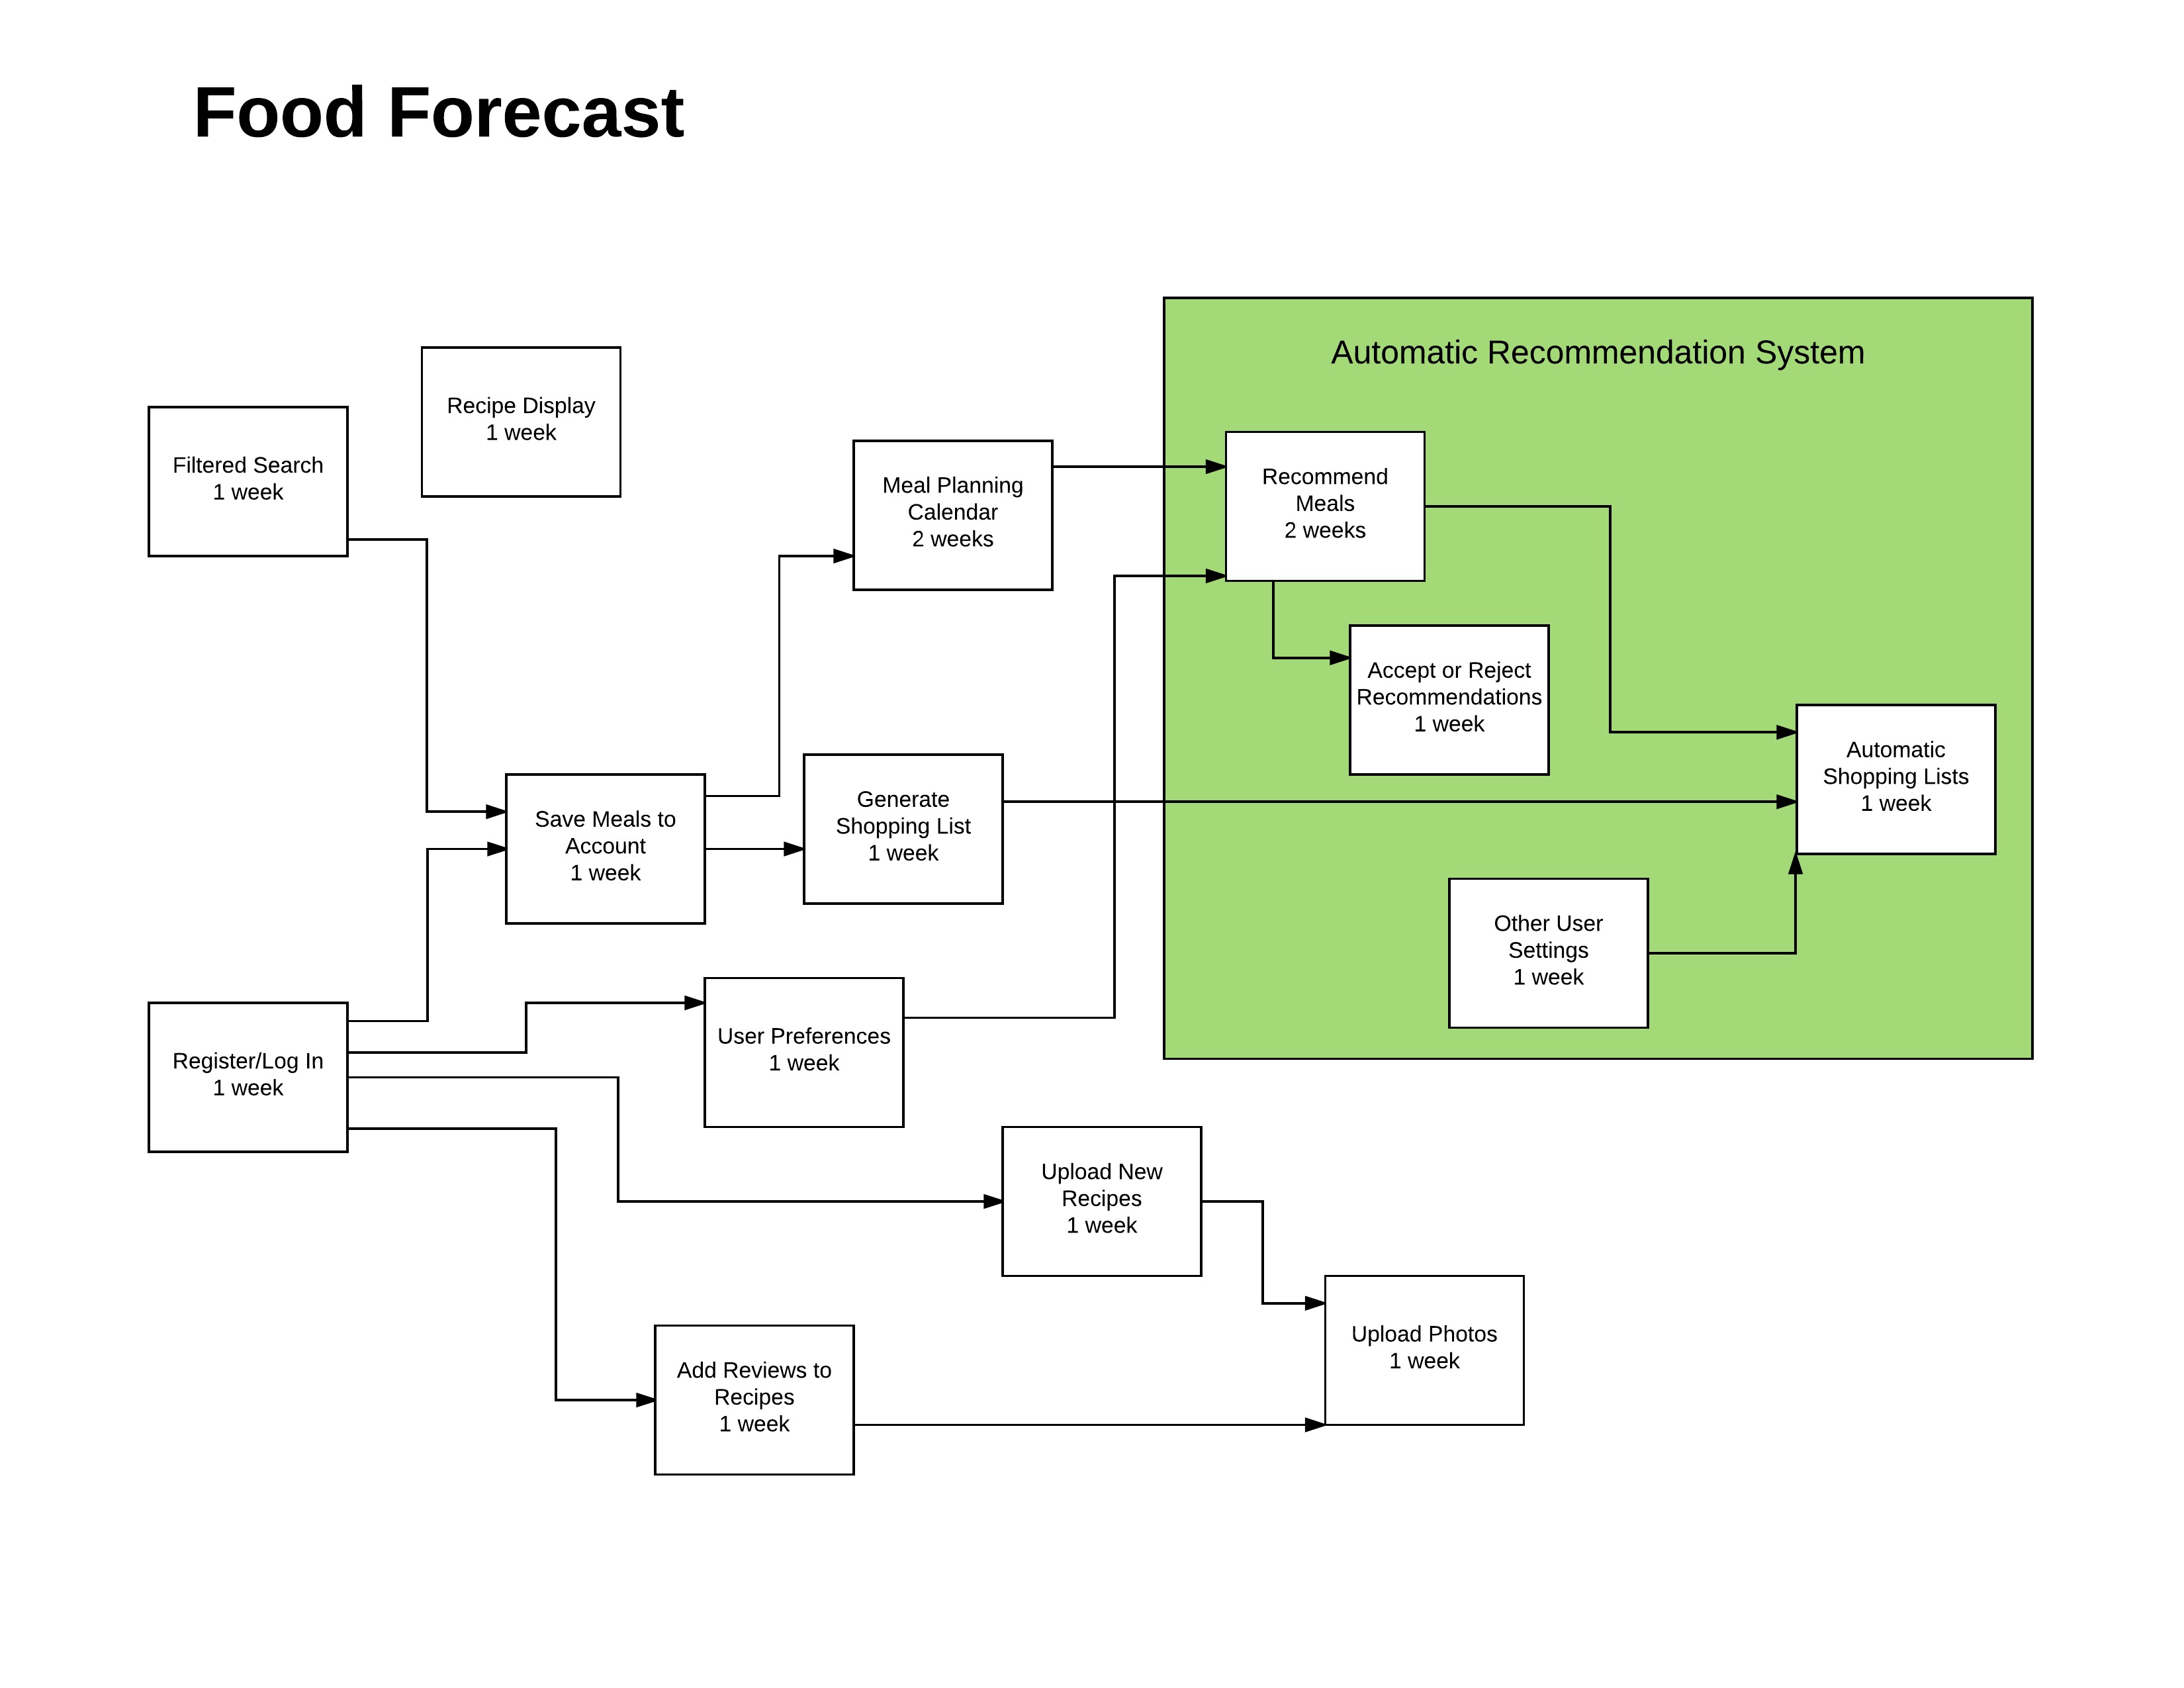 Food Forecast
Automatic Recommendation System
Recipe Display
1 week
Filtered Search
1 week
Meal Planning
Calendar
2 weeks
Recommend
Meals
2 weeks
Accept or Reject
Recommendations
1 week
Automatic
Shopping Lists
1 week
Save Meals to
Account
1 week
Generate
Shopping List
1 week
Other User
Settings
1 week
User Preferences
1 week
Register/Log In
1 week
Upload New
Recipes
1 week
Upload Photos
1 week
Add Reviews to
Recipes
1 week